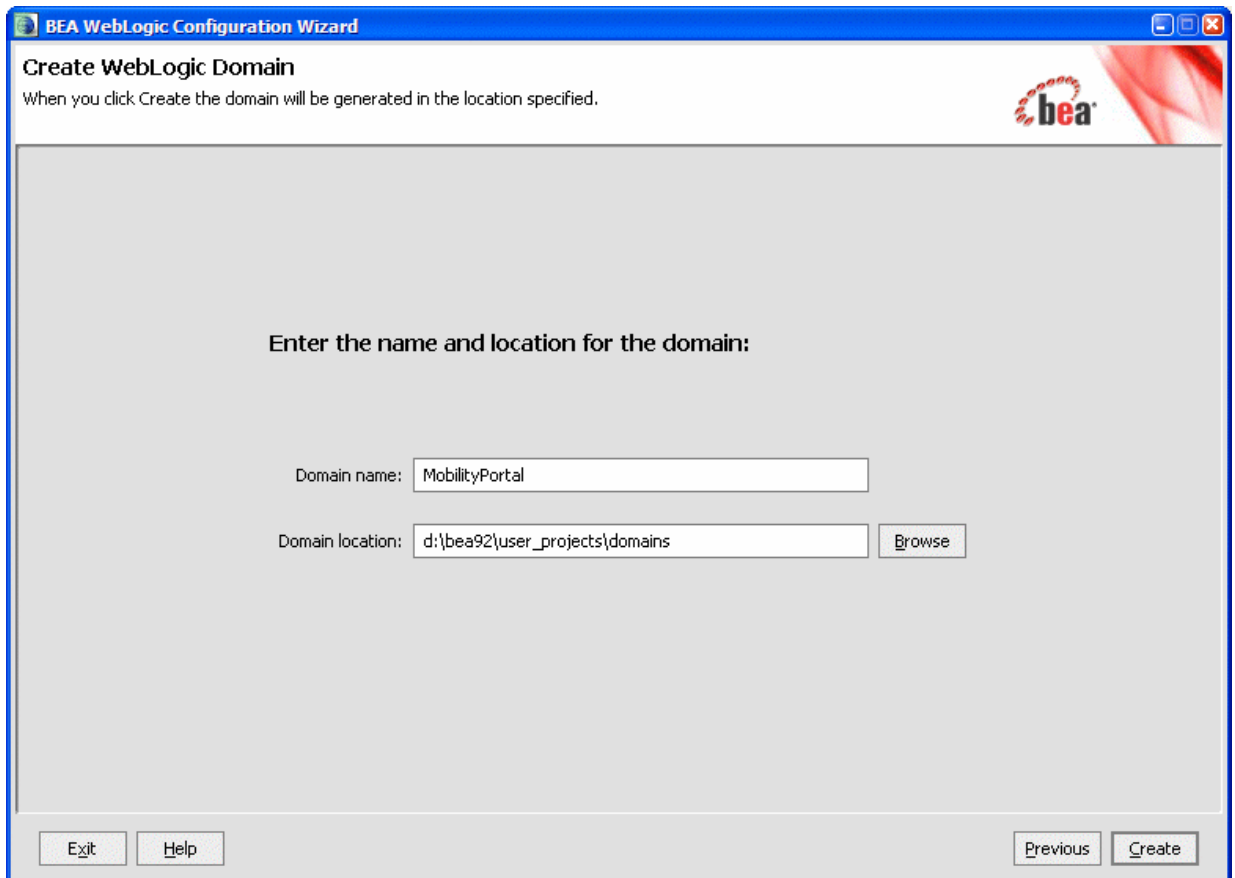 BEA WebLogic Configuration Wizard
Create WebLogic Domain
When you click Create the domain will be generated in the location specified.
bea
Enter the name and location for the domain:
Domain name: MobilityPortal
Domain location: d:\bea92\user_projects\domains Browse
Exit Help Previous Create